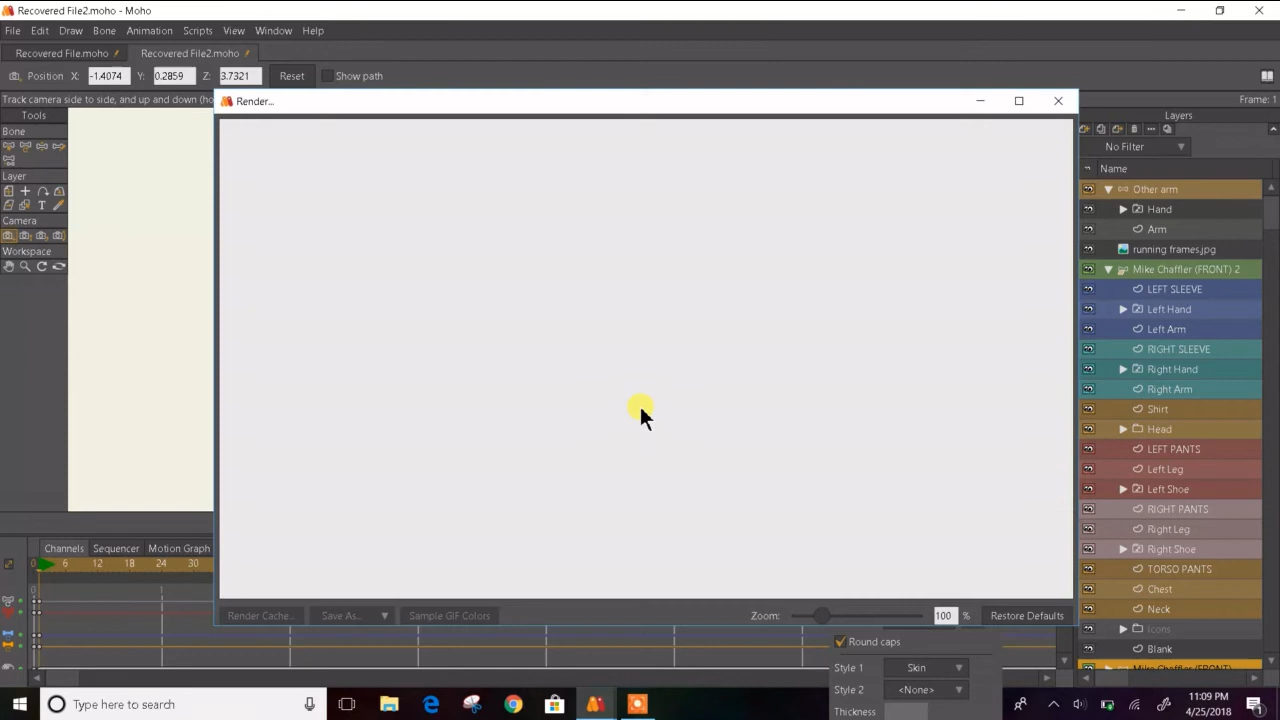 Recovered File2.moho - Moho
File Edit Draw Bone Animation Scripts View Window Help
Recovered File.moho Recovered File2.moho
Position X: -1.4074 Y: 0.2859 Z: 3.7321 Reset Show path
Track camera side to side, and up and down (ho Frame: 1
Render...
Tools
Bone
Layer
Camera
Workspace
Layers
No Filter
Name
Other arm
Hand
Arm
running frames.jpg
Mike Chaffler (FRONT) 2
LEFT SLEEVE
Left Hand
Left Arm
RIGHT SLEEVE
Right Hand
Right Arm
Shirt
Head
LEFT PANTS
Left Leg
Left Shoe
RIGHT PANTS
Right Leg
Right Shoe
TORSO PANTS
Chest
Neck
Icons
Blank
Mike Chaffler (FRONT)
Channels Sequencer Motion Graph
0 6 12 18 24 30
0
Render Cache... Save As... Sample GIF Colors Zoom: 100 % Restore Defaults
Round caps
Style 1 Skin
Style 2 <None>
Thickness
Type here to search
11:09 PM
4/25/2018
1